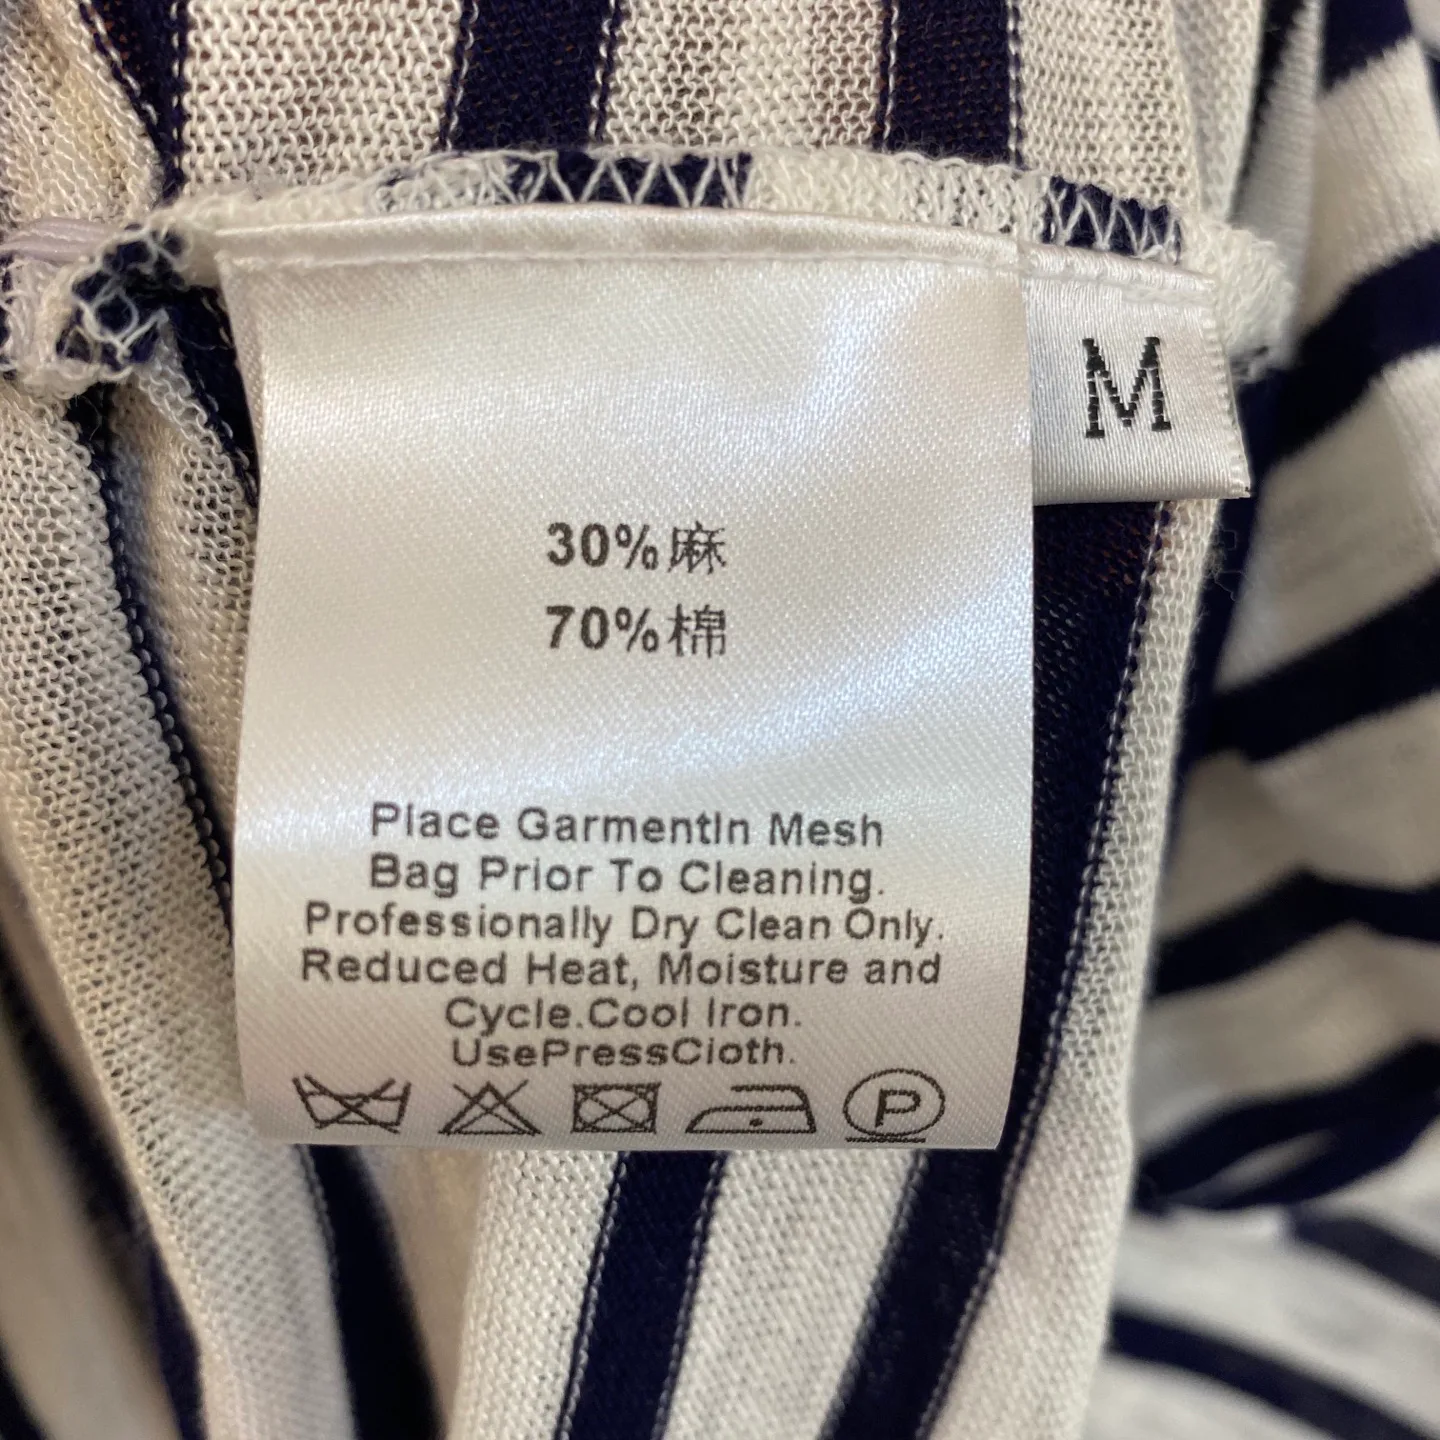 M
30%麻
70%棉
Place GarmentIn Mesh
Bag Prior To Cleaning.
Professionally Dry Clean Only.
Reduced Heat, Moisture and
Cycle.Cool Iron.
UsePressCloth.
P